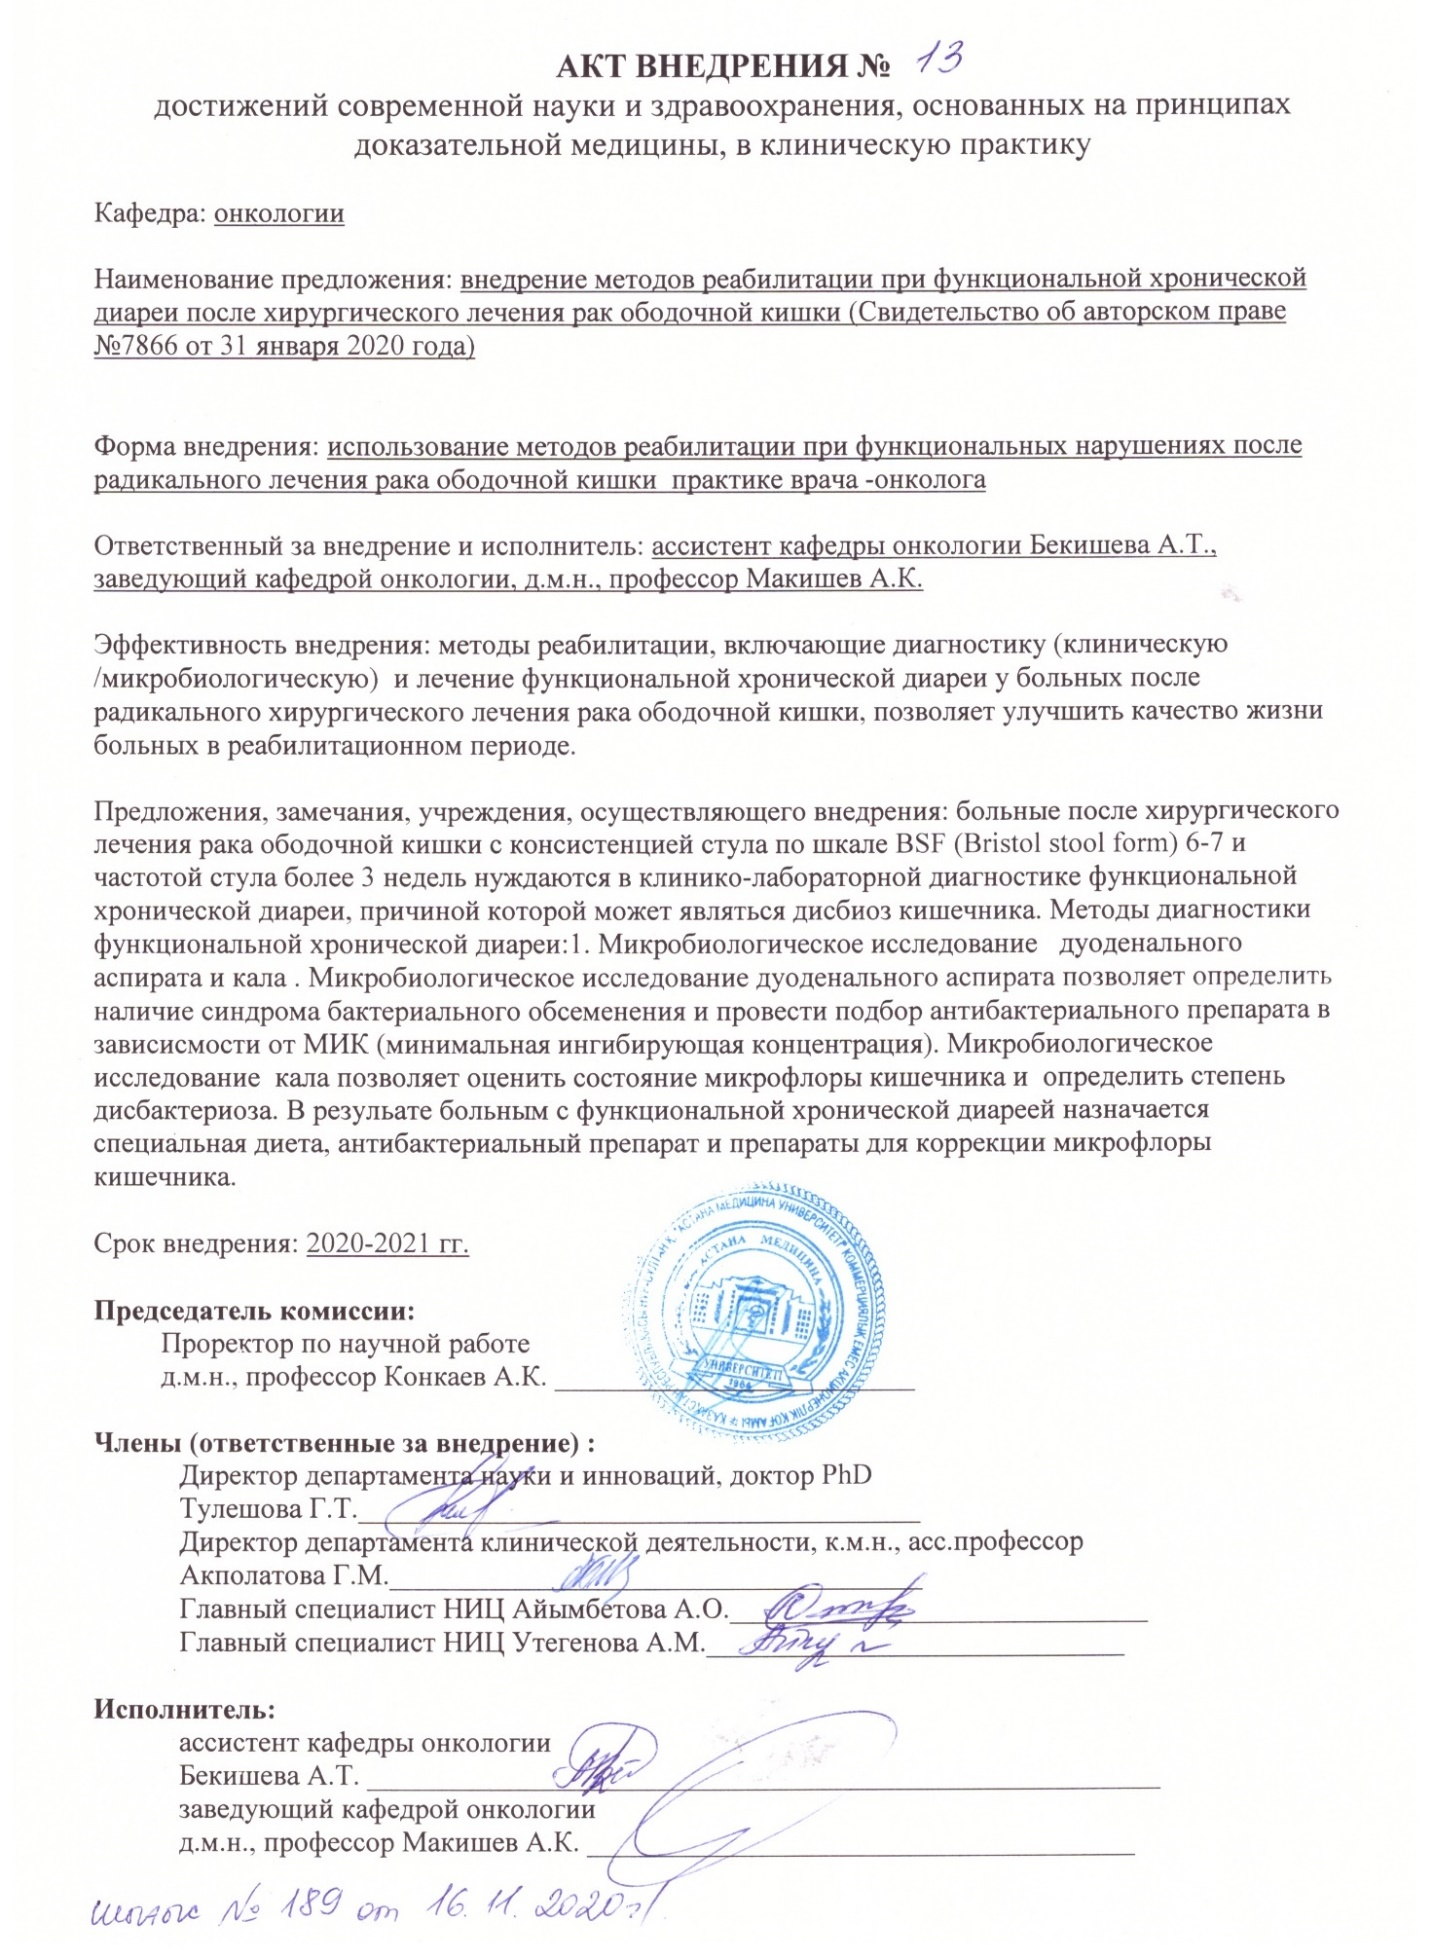 АКТ ВНЕДРЕНИЯ № 13
достижений современной науки и здравоохранения, основанных на принципах
доказательной медицины, в клиническую практику
Кафедра: онкологии
Наименование предложения: внедрение методов реабилитации при функциональной хронической
диареи после хирургического лечения рак ободочной кишки (Свидетельство об авторском праве
№7866 от 31 января 2020 года)
Форма внедрения: использование методов реабилитации при функциональных нарушениях после
радикального лечения рака ободочной кишки  практике врача -онколога
Ответственный за внедрение и исполнитель: ассистент кафедры онкологии Бекишева А.Т.,
заведующий кафедрой онкологии, д.м.н., профессор Макишев А.К.
Эффективность внедрения: методы реабилитации, включающие диагностику (клиническую
/микробиологическую)  и лечение функциональной хронической диареи у больных после
радикального хирургического лечения рака ободочной кишки, позволяет улучшить качество жизни
больных в реабилитационном периоде.
Предложения, замечания, учреждения, осуществляющего внедрения: больные после хирургического
лечения рака ободочной кишки с консистенцией стула по шкале BSF (Bristol stool form) 6-7 и
частотой стула более 3 недель нуждаются в клинико-лабораторной диагностике функциональной
хронической диареи, причиной которой может являться дисбиоз кишечника. Методы диагностики
функциональной хронической диареи:1. Микробиологическое исследование   дуоденального
аспирата и кала . Микробиологическое исследование дуоденального аспирата позволяет определить
наличие синдрома бактериального обсеменения и провести подбор антибактериального препарата в
зависисмости от МИК (минимальная ингибирующая концентрация). Микробиологическое
исследование  кала позволяет оценить состояние микрофлоры кишечника и  определить степень
дисбактериоза. В резульате больным с функциональной хронической диареей назначается
специальная диета, антибактериальный препарат и препараты для коррекции микрофлоры
кишечника.
Срок внедрения: 2020-2021 гг.
АСТАНА МЕДИЦИНА
УНИВЕРСИТЕТІ
Председатель комиссии:
Проректор по научной работе
д.м.н., профессор Конкаев А.К.
Члены (ответственные за внедрение) :
Директор департамента науки и инноваций, доктор PhD
Тулешова Г.Т.
Директор департамента клинической деятельности, к.м.н., асс.профессор
Акполатова Г.М.
Главный специалист НИЦ Айымбетова А.О.
Главный специалист НИЦ Утегенова А.М.
Исполнитель:
ассистент кафедры онкологии
Бекишева А.Т.
заведующий кафедрой онкологии
д.м.н., профессор Макишев А.К.
№ 189 от 16.11.2020г